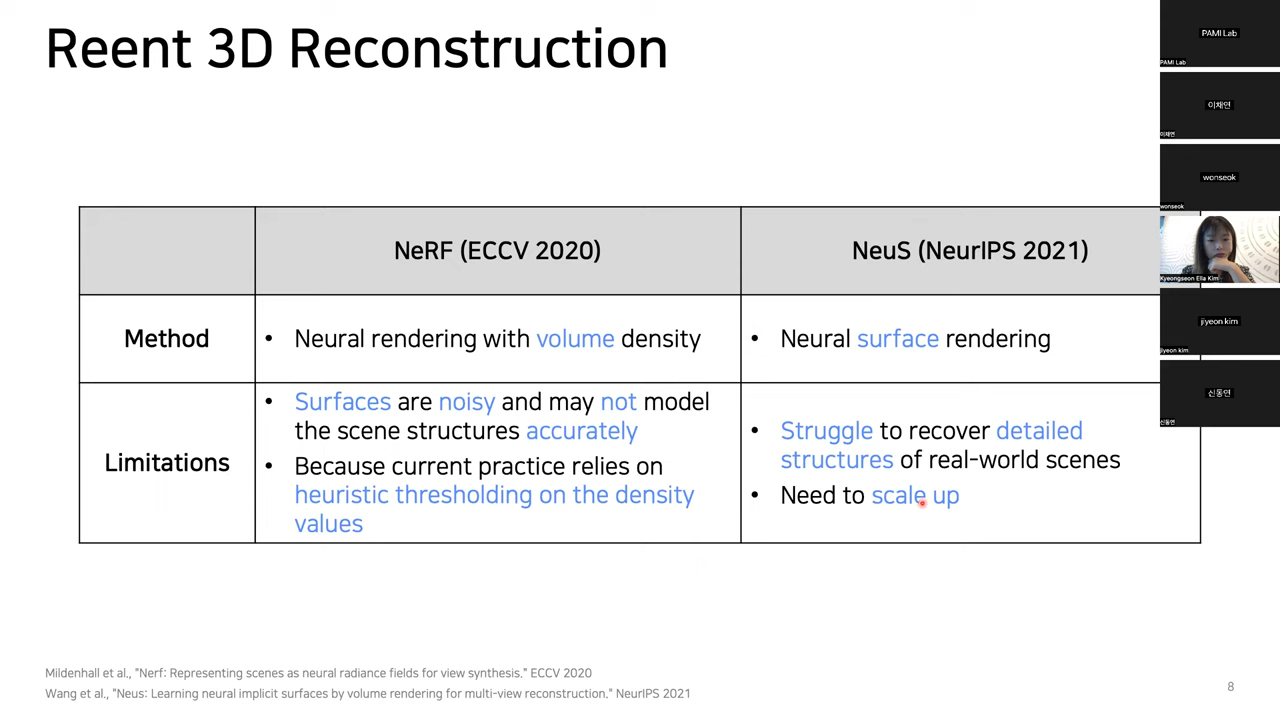 Reent 3D Reconstruction
NeRF (ECCV 2020)
NeuS (NeurIPS 2021)
Method
• Neural rendering with volume density
• Neural surface rendering
Limitations
• Surfaces are noisy and may not model
the scene structures accurately
• Because current practice relies on
heuristic thresholding on the density
values
• Struggle to recover detailed
structures of real-world scenes
• Need to scale up
Mildenhall et al., "Nerf: Representing scenes as neural radiance fields for view synthesis." ECCV 2020
Wang et al., "Neus: Learning neural implicit surfaces by volume rendering for multi-view reconstruction." NeurIPS 2021
8
PAMI Lab
PAMI Lab
이채연
이채연
wonseok
wonseok
Kyeongseon Ella Kim
jiyeon kim
jiyeon kim
신동연
신동연